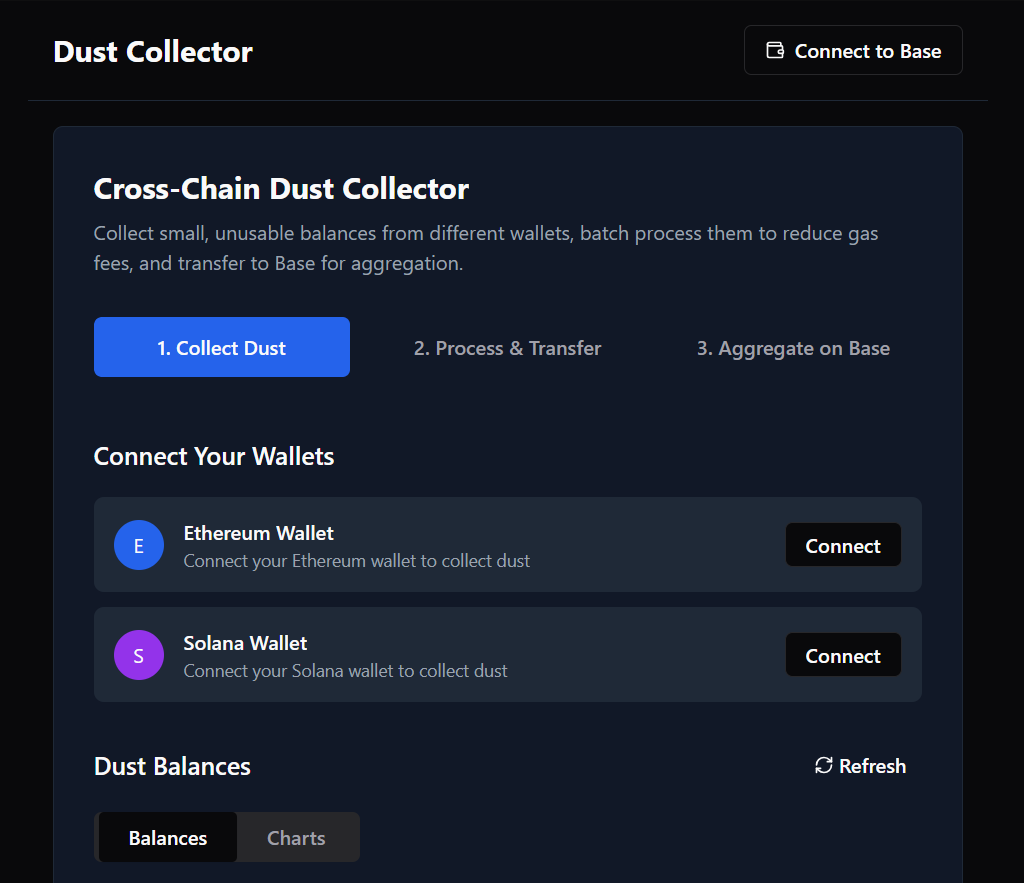 Dust Collector
Connect to Base
Cross-Chain Dust Collector
Collect small, unusable balances from different wallets, batch process them to reduce gas
fees, and transfer to Base for aggregation.
1. Collect Dust
2. Process & Transfer
3. Aggregate on Base
Connect Your Wallets
E
Ethereum Wallet
Connect your Ethereum wallet to collect dust
Connect
S
Solana Wallet
Connect your Solana wallet to collect dust
Connect
Dust Balances
Refresh
Balances
Charts